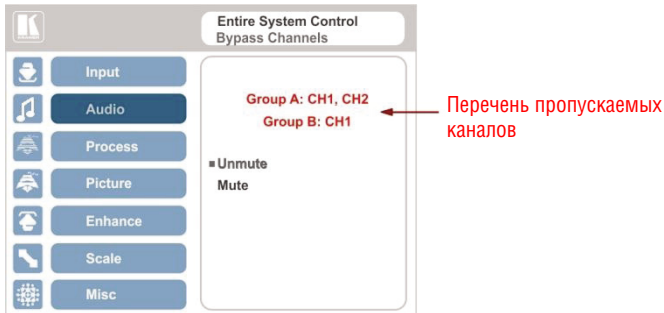 Entire System Control
Bypass Channels
Input
Audio
Process
Picture
Enhance
Scale
Misc
Group A: CH1, CH2
Group B: CH1
Unmute
Mute
Перечень пропускаемых
каналов